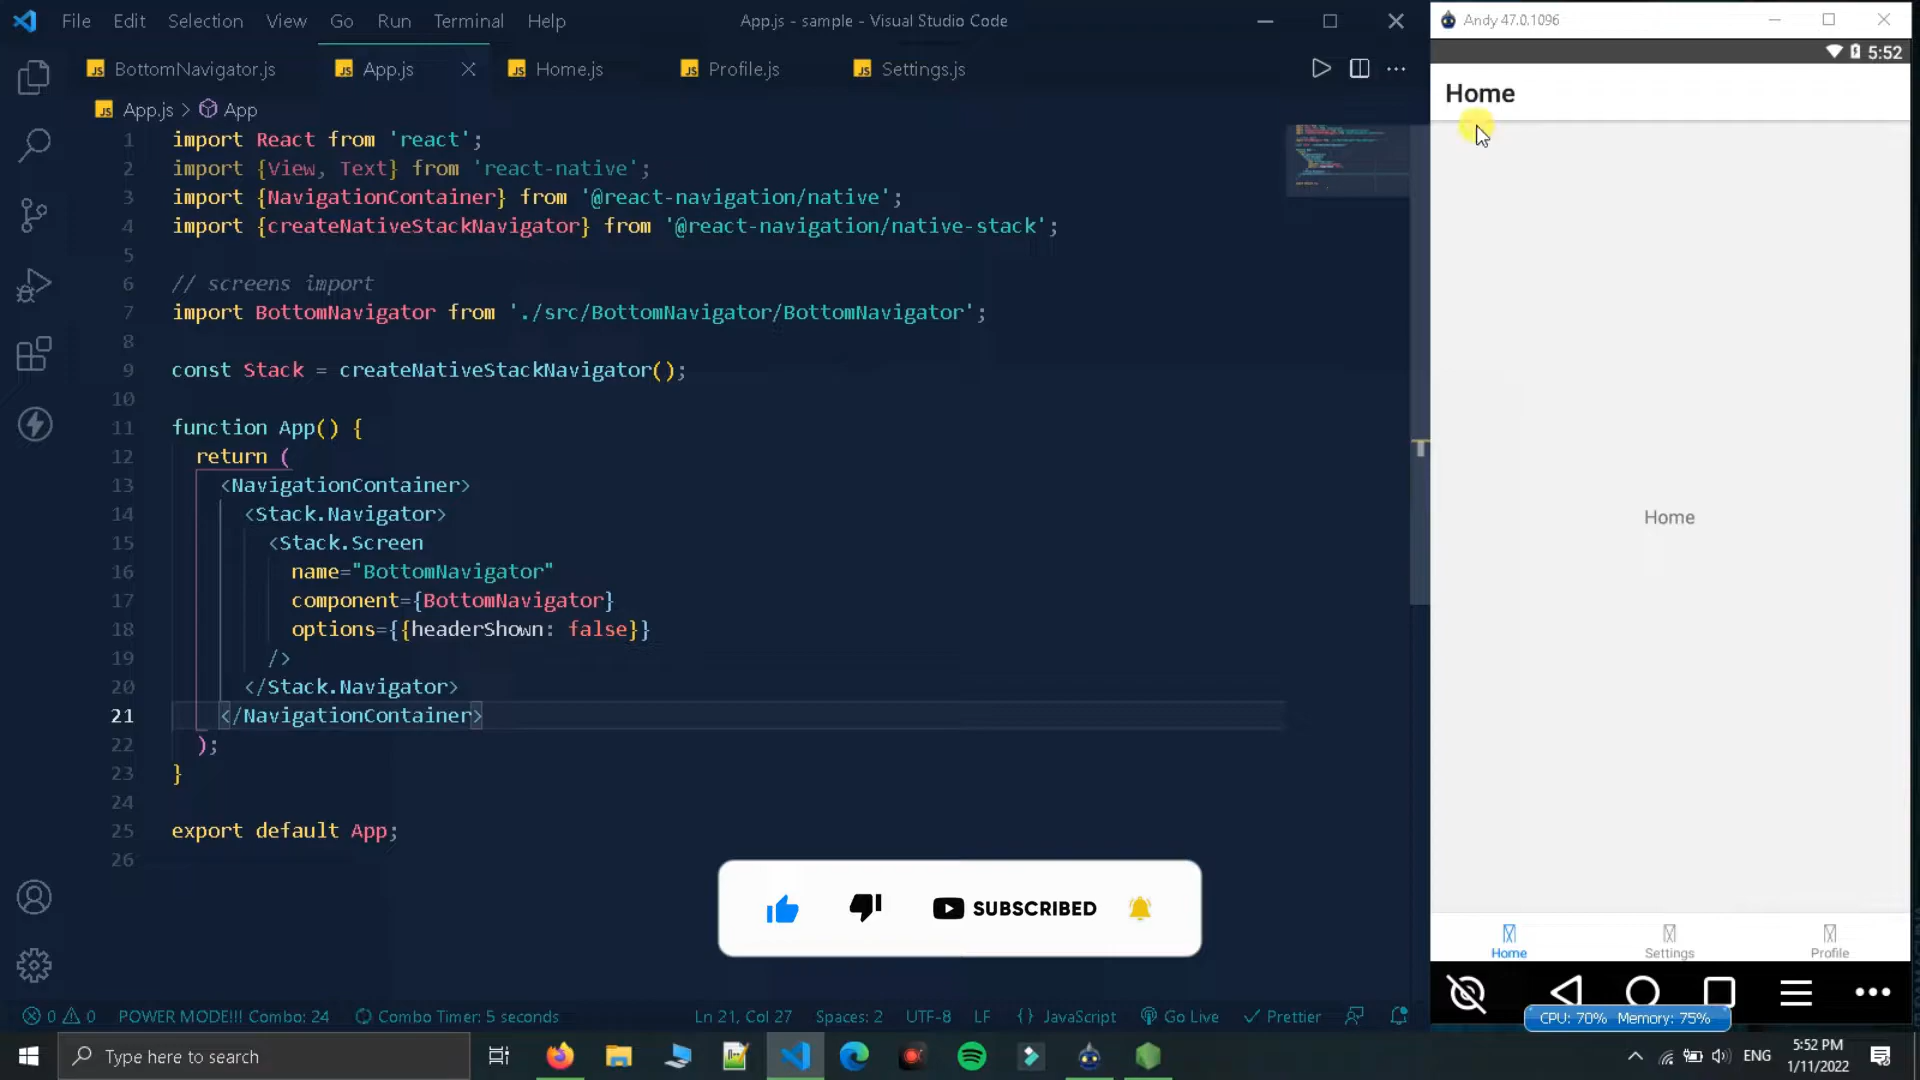 File Edit Selection View Go Run Terminal Help
App.js - sample - Visual Studio Code
BottomNavigator.js App.js Home.js Profile.js Settings.js
App.js > App
1 import React from 'react';
2 import {View, Text} from 'react-native';
3 import {NavigationContainer} from '@react-navigation/native';
4 import {createNativeStackNavigator} from '@react-navigation/native-stack';
5
6 // screens import
7 import BottomNavigator from './src/BottomNavigator/BottomNavigator';
8
9 const Stack = createNativeStackNavigator();
10
11 function App() {
12 return (
13 <NavigationContainer>
14 <Stack.Navigator>
15 <Stack.Screen
16 name="BottomNavigator"
17 component={BottomNavigator}
18 options={{headerShown: false}}
19 />
20 </Stack.Navigator>
21 </NavigationContainer>
22 );
23 }
24
25 export default App;
26
SUBSCRIBED
0 0 POWER MODE!!! Combo: 24 Combo Timer: 5 seconds Ln 21, Col 27 Spaces: 2 UTF-8 LF {} JavaScript Go Live Prettier
Andy 47.0.1096
5:52
Home
Home
Home Settings Profile
CPU: 70% Memory: 75%
Type here to search
ENG
5:52 PM
1/11/2022